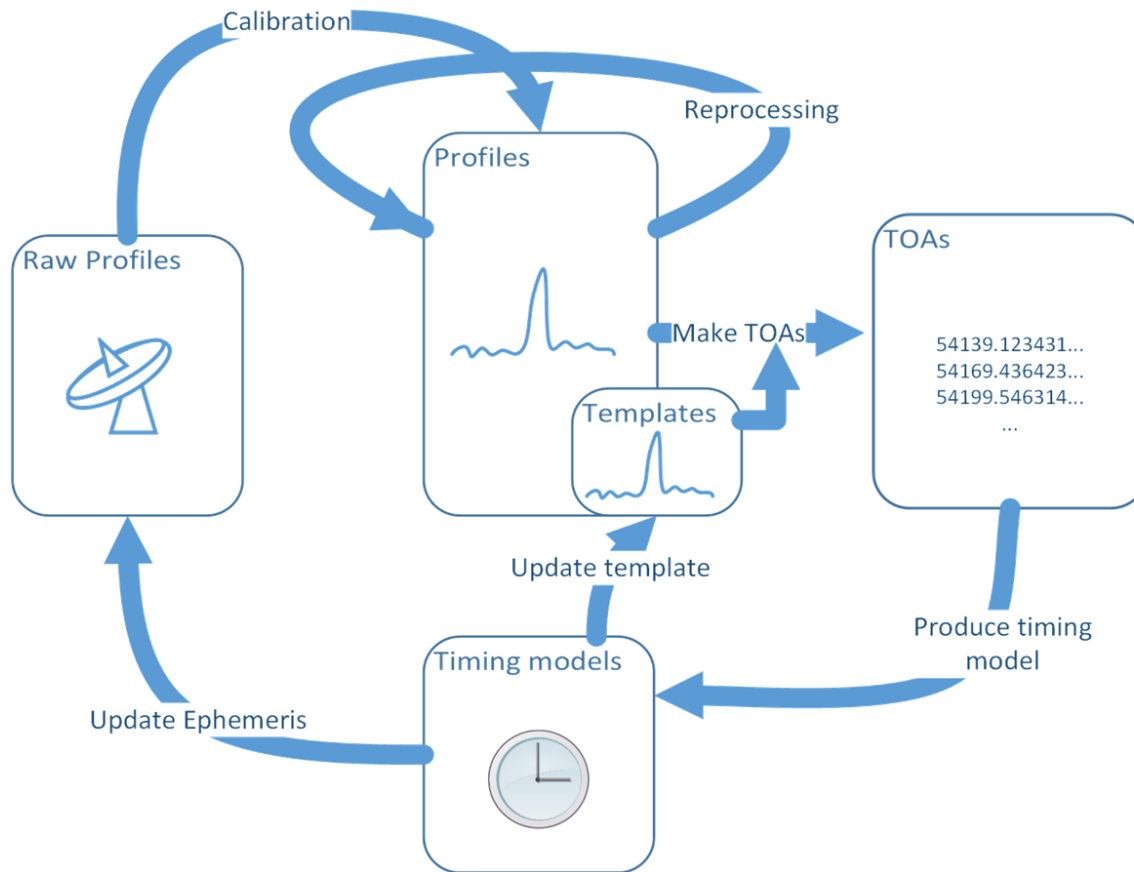 Calibration
Reprocessing
Profiles
Raw Profiles
TOAs
Make TOAs
54139.123431...
54169.436423...
54199.546314...
...
Templates
Update template
Produce timing
model
Timing models
Update Ephemeris